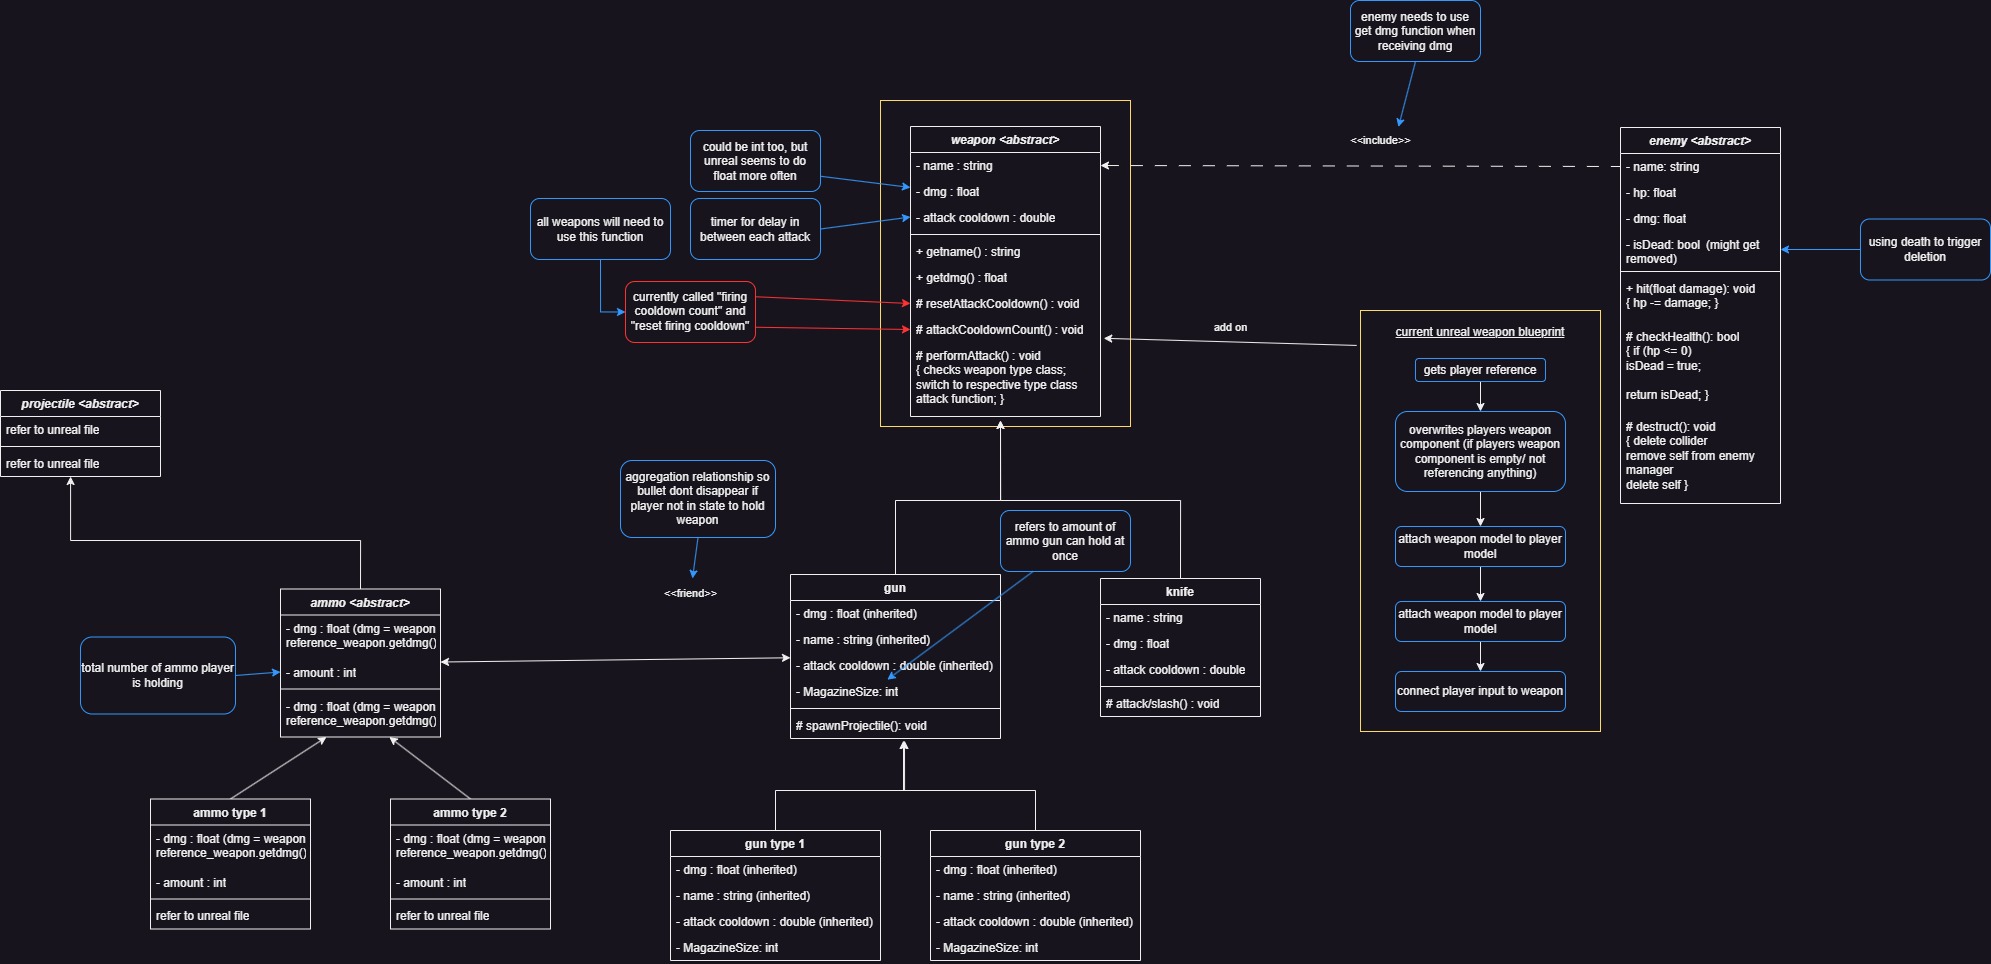 enemy needs to use
get dmg function when
receiving dmg
<<include>>
weapon <abstract>
- name : string
- dmg : float
- attack cooldown : double
+ getname() : string
+ getdmg() : float
# resetAttackCooldown() : void
# attackCooldownCount() : void
# performAttack() : void
{ checks weapon type class;
switch to respective type class
attack function; }
could be int too, but
unreal seems to do
float more often
timer for delay in
between each attack
all weapons will need to
use this function
currently called "firing
cooldown count" and
"reset firing cooldown"
enemy <abstract>
- name: string
- hp: float
- dmg: float
- isDead: bool  (might get
removed)
+ hit(float damage): void
{ hp -= damage; }
# checkHealth(): bool
{ if (hp <= 0)
isDead = true;
return isDead; }
# destruct(): void
{ delete collider
remove self from enemy
manager
delete self }
using death to trigger
deletion
add on
current unreal weapon blueprint
gets player reference
overwrites players weapon
component (if players weapon
component is empty/ not
referencing anything)
attach weapon model to player
model
attach weapon model to player
model
connect player input to weapon
projectile <abstract>
refer to unreal file
refer to unreal file
aggregation relationship so
bullet dont disappear if
player not in state to hold
weapon
<<friend>>
refers to amount of
ammo gun can hold at
once
ammo <abstract>
- dmg : float (dmg = weapon
reference_weapon.getdmg()
- amount : int
- dmg : float (dmg = weapon
reference_weapon.getdmg()
total number of ammo player
is holding
gun
- dmg : float (inherited)
- name : string (inherited)
- attack cooldown : double (inherited)
- MagazineSize: int
# spawnProjectile(): void
knife
- name : string
- dmg : float
- attack cooldown : double
# attack/slash() : void
ammo type 1
- dmg : float (dmg = weapon
reference_weapon.getdmg()
- amount : int
refer to unreal file
ammo type 2
- dmg : float (dmg = weapon
reference_weapon.getdmg()
- amount : int
refer to unreal file
gun type 1
- dmg : float (inherited)
- name : string (inherited)
- attack cooldown : double (inherited)
- MagazineSize: int
gun type 2
- dmg : float (inherited)
- name : string (inherited)
- attack cooldown : double (inherited)
- MagazineSize: int